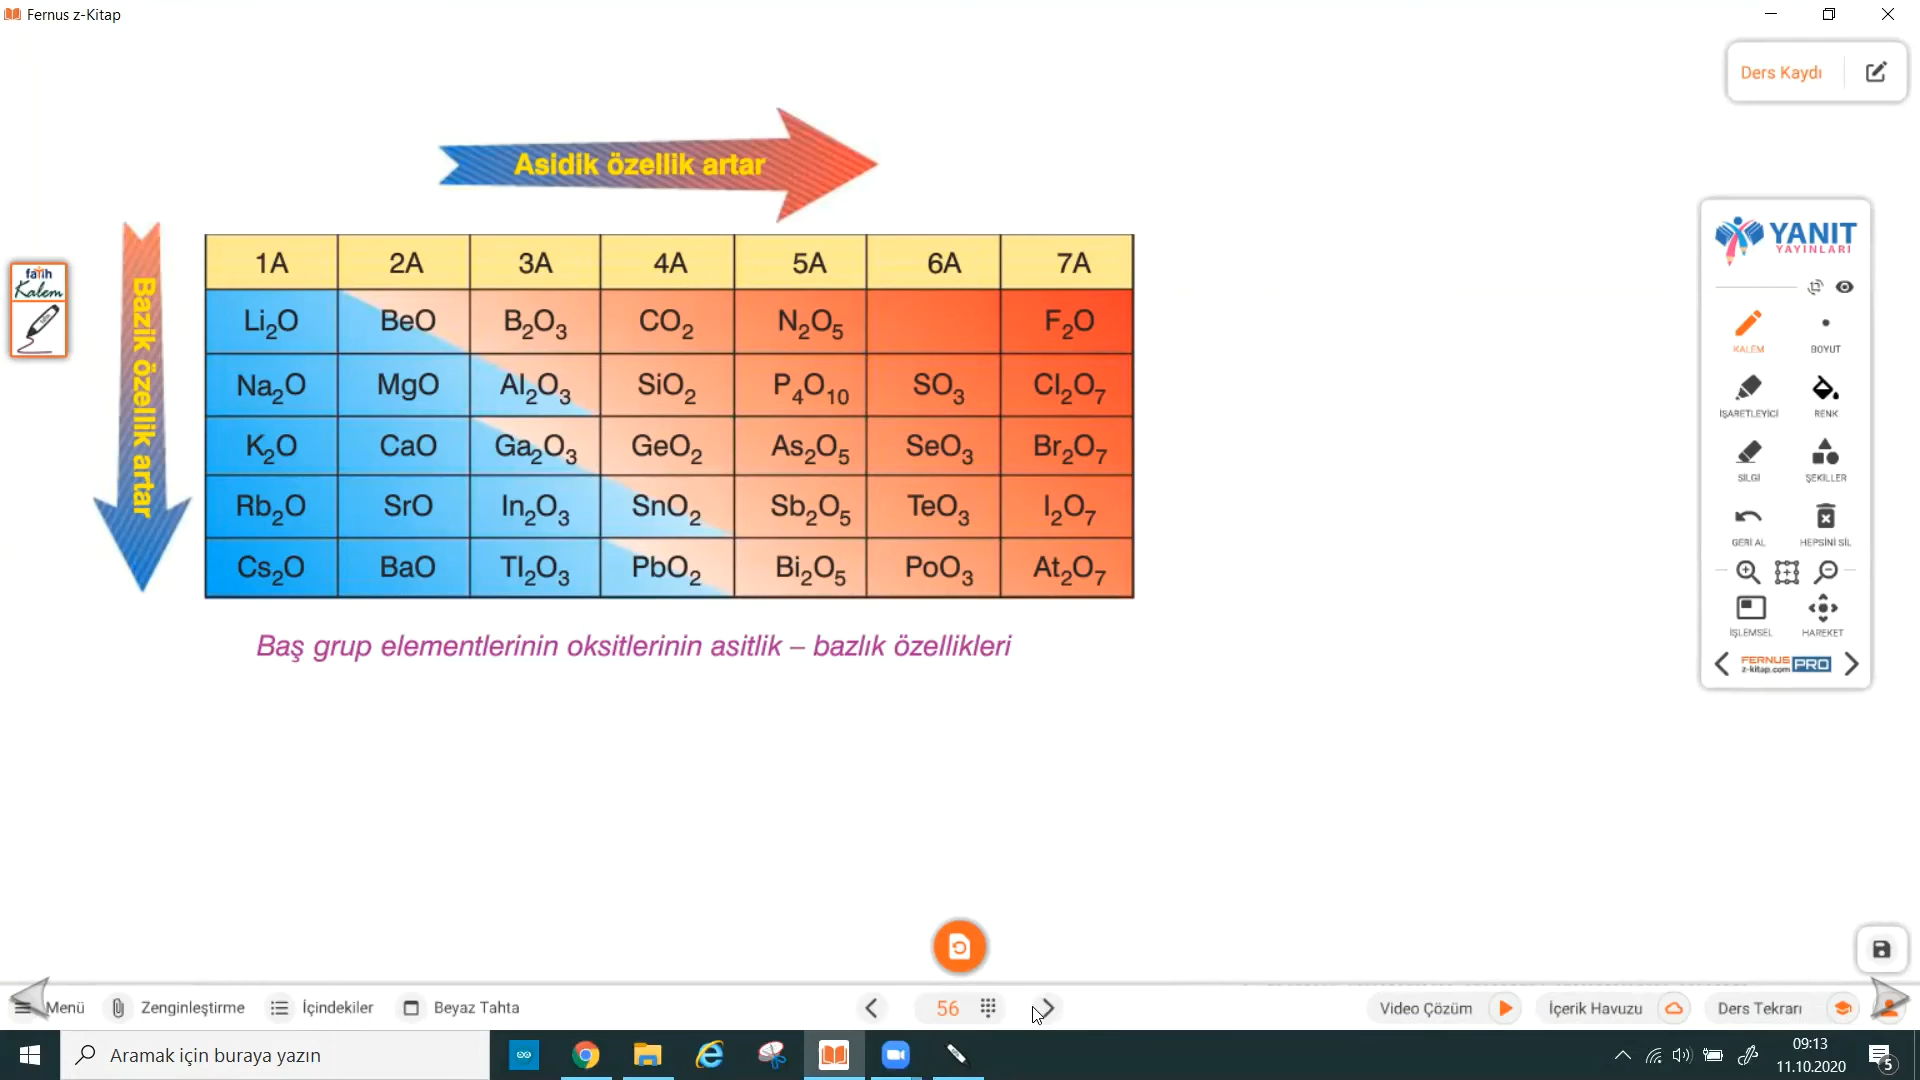 Fernus z-Kitap
Ders Kaydı
Asidik özellik artar
Bazik özellik artar
1A 2A 3A 4A 5A 6A 7A
Li₂O BeO B₂O₃ CO₂ N₂O₅ F₂O
Na₂O MgO Al₂O₃ SiO₂ P₄O₁₀ SO₃ Cl₂O₇
K₂O CaO Ga₂O₃ GeO₂ As₂O₅ SeO₃ Br₂O₇
Rb₂O SrO In₂O₃ SnO₂ Sb₂O₅ TeO₃ I₂O₇
Cs₂O BaO Tl₂O₃ PbO₂ Bi₂O₅ PoO₃ At₂O₇
Baş grup elementlerinin oksitlerinin asitlik – bazlık özellikleri
fatih
Kalem
YANIT
YAYINLARI
KALEM BOYUT
İŞARETLEYİCİ RENK
SİLGİ ŞEKİLLER
GERİ AL HEPSİNİ SİL
İŞLEMSEL HAREKET
FERNUS PRO
z-kitap.com
Menü Zenginleştirme İçindekiler Beyaz Tahta 56 Video Çözüm İçerik Havuzu Ders Tekrarı
Aramak için buraya yazın
09:13
11.10.2020
5